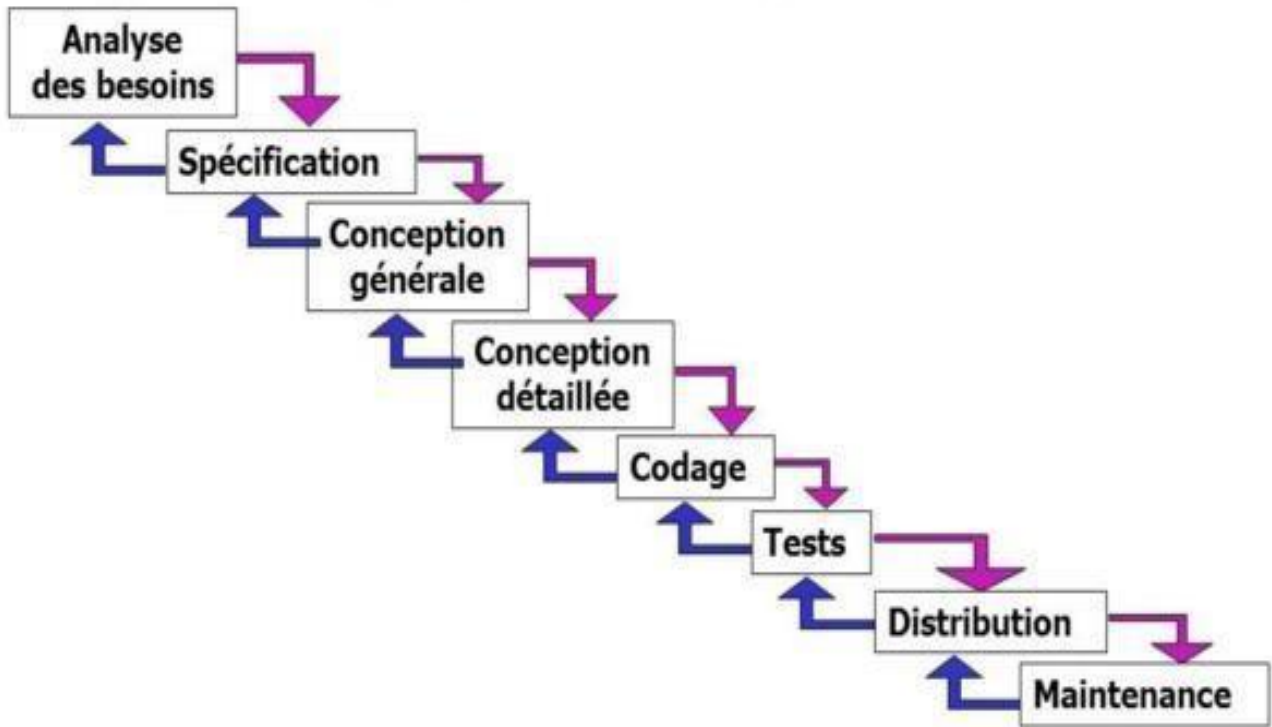 Analyse
des besoins
Spécification
Conception
générale
Conception
détaillée
Codage
Tests
Distribution
Maintenance